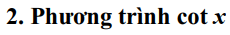 2. Phương trình cot x